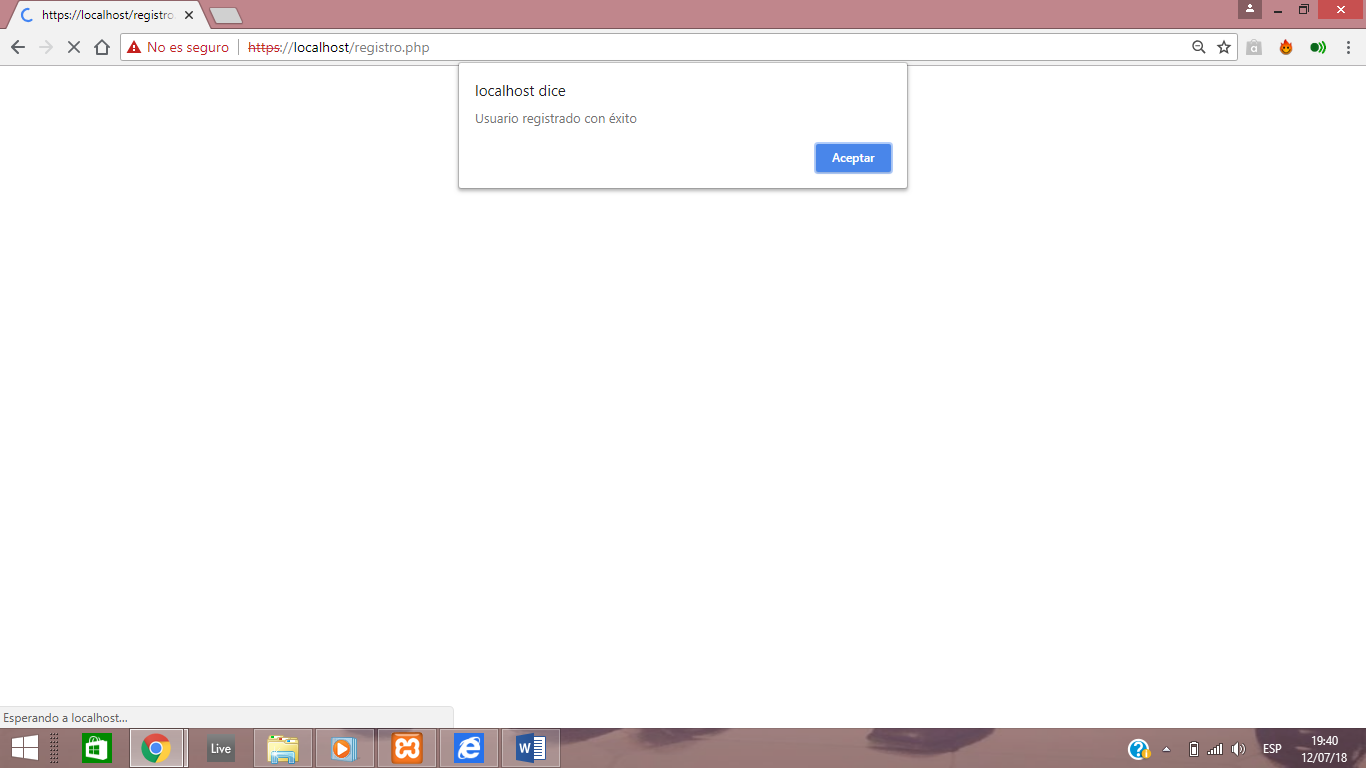 https://localhost/registro.
No es seguro https://localhost/registro.php
localhost dice
Usuario registrado con éxito
Aceptar
Esperando a localhost...
Live
W
ESP
19:40
12/07/18